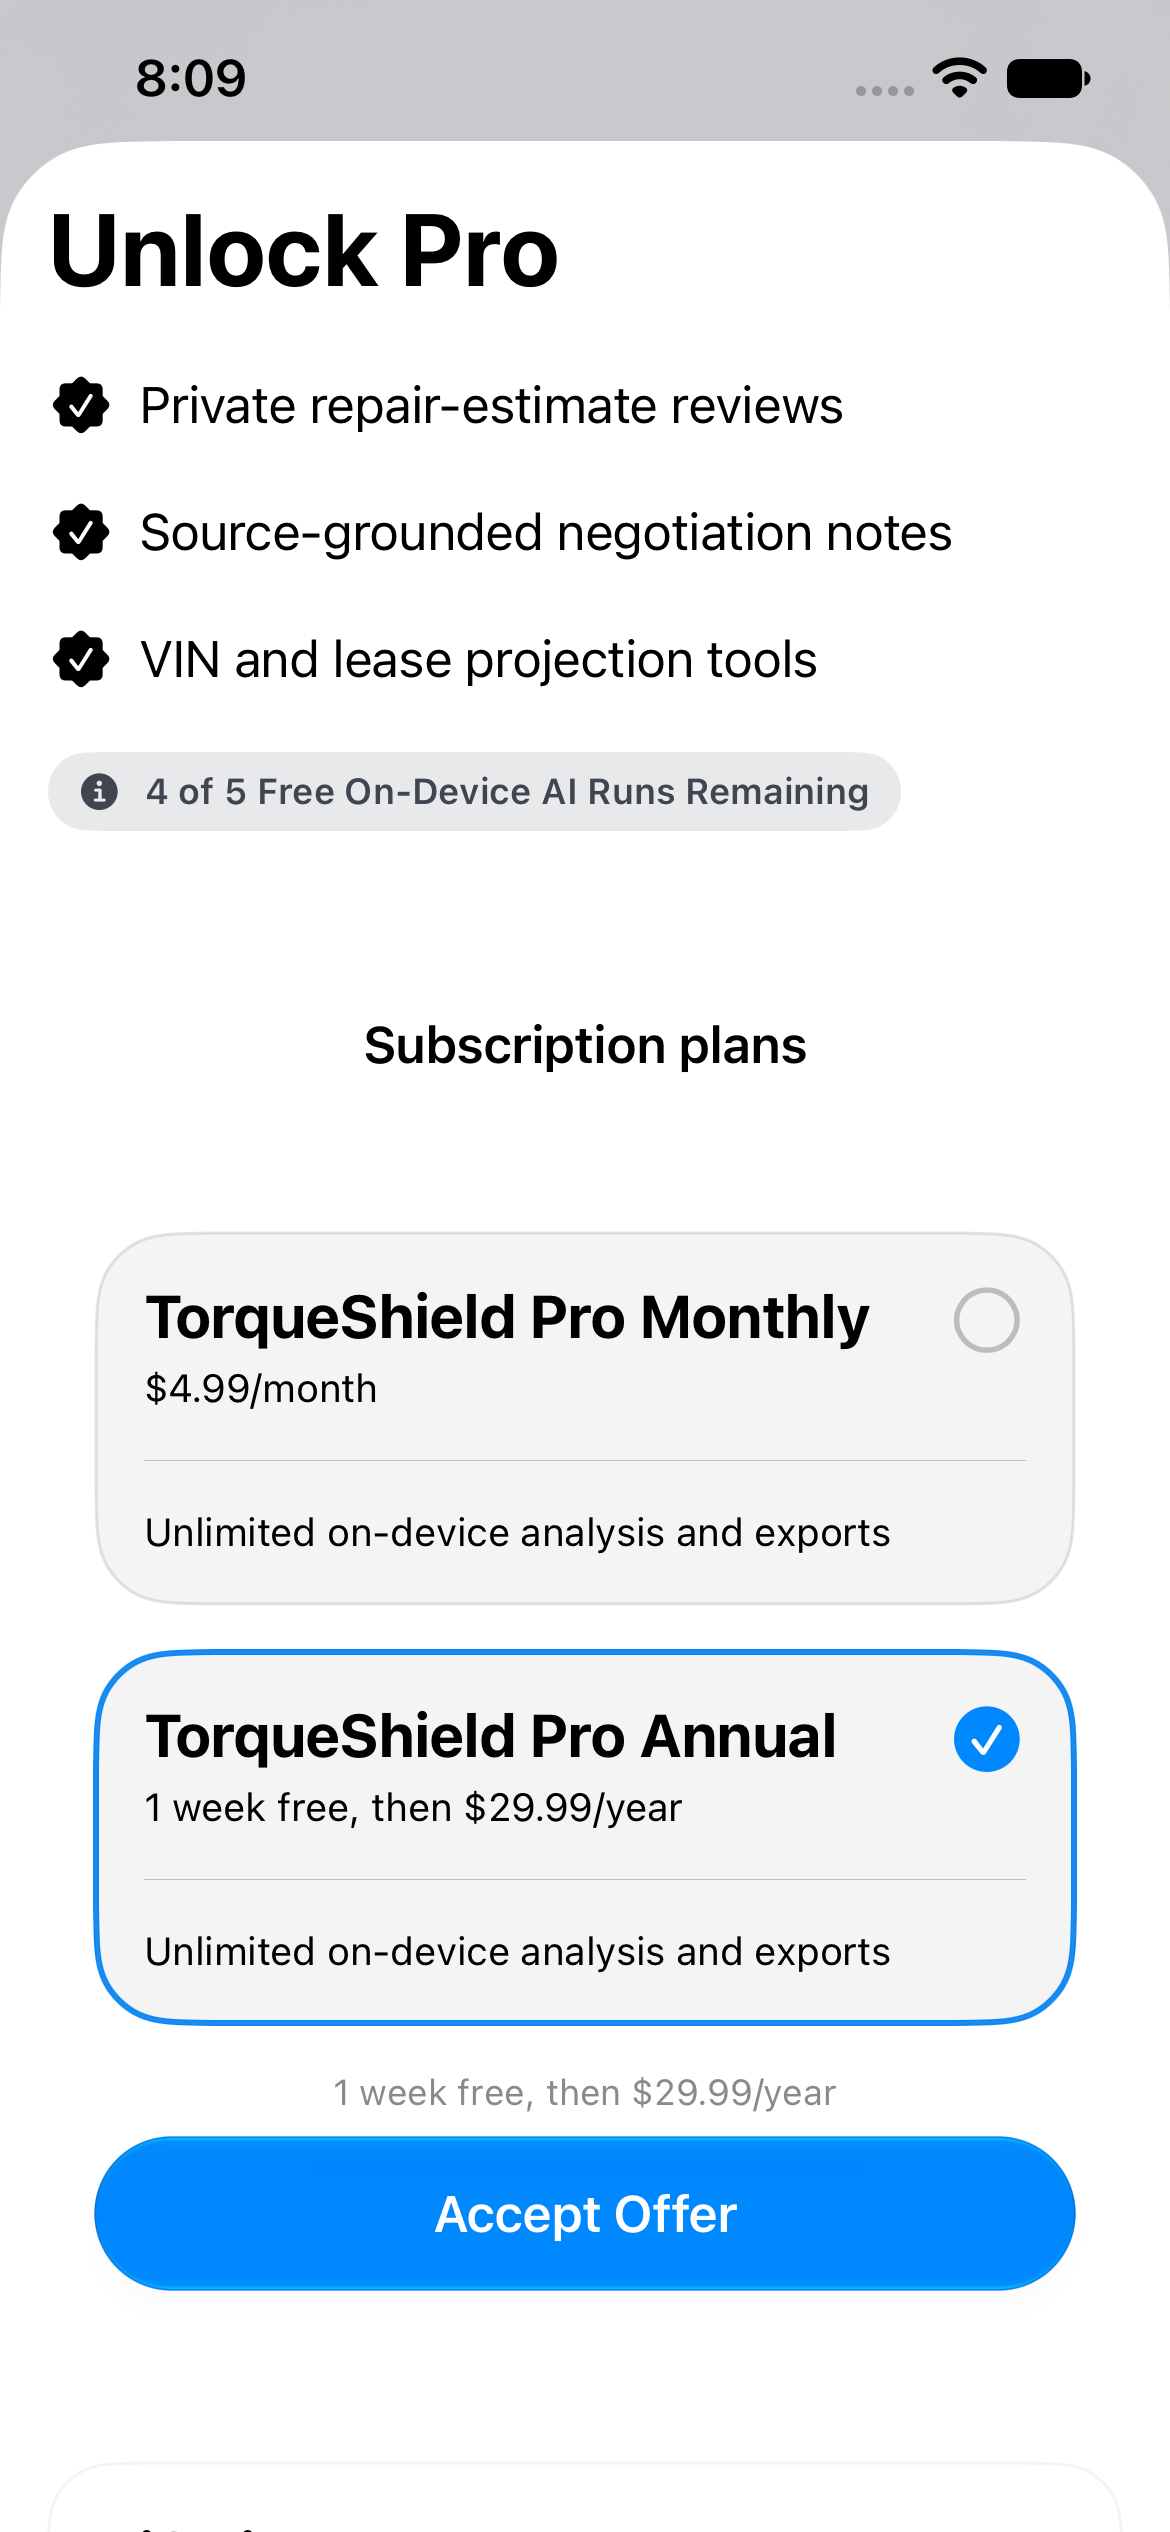 8:09
Unlock Pro
Private repair-estimate reviews
Source-grounded negotiation notes
VIN and lease projection tools
4 of 5 Free On-Device AI Runs Remaining
Subscription plans
TorqueShield Pro Monthly
$4.99/month
Unlimited on-device analysis and exports
TorqueShield Pro Annual
1 week free, then $29.99/year
Unlimited on-device analysis and exports
1 week free, then $29.99/year
Accept Offer